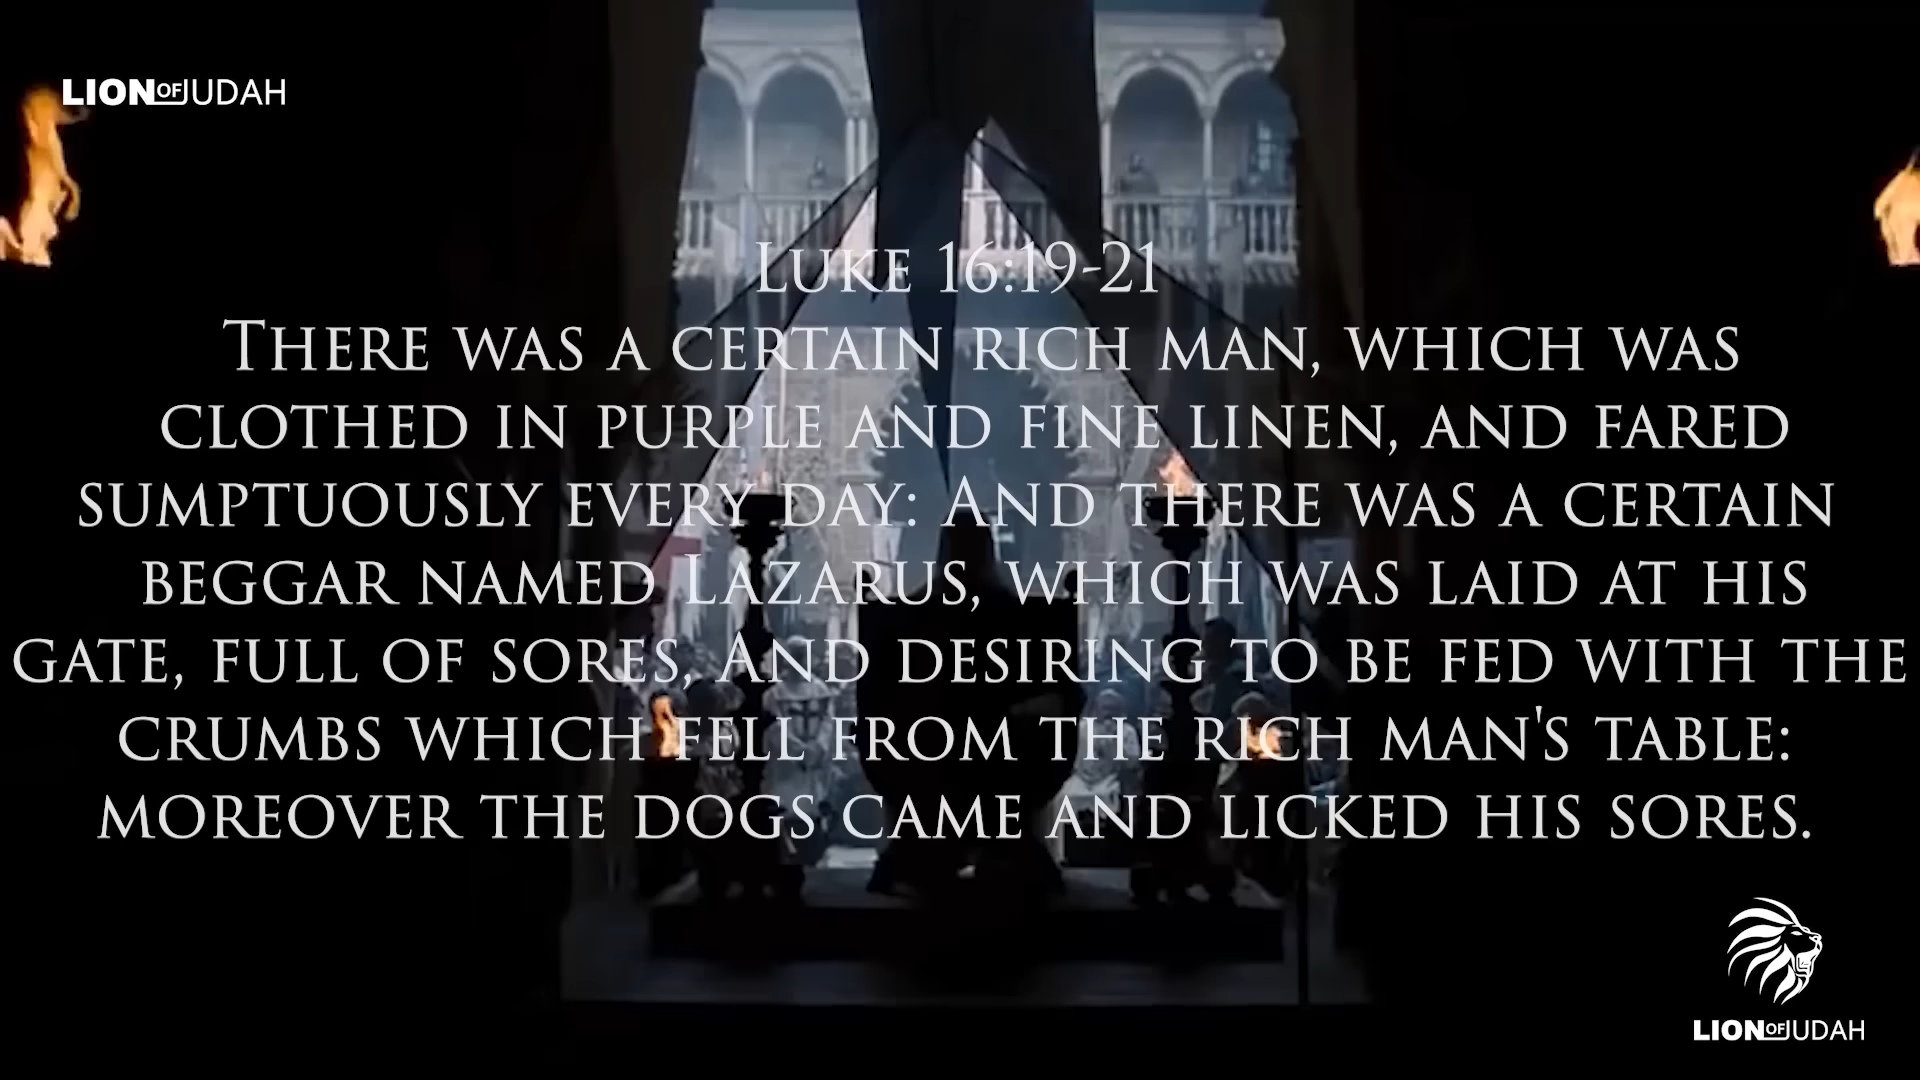 LION OF JUDAH
Luke 16:19-21
There was a certain rich man, which was
clothed in purple and fine linen, and fared
sumptuously every day: And there was a certain
beggar named Lazarus, which was laid at his
gate, full of sores, And desiring to be fed with the
crumbs which fell from the rich man's table:
moreover the dogs came and licked his sores.
LION OF JUDAH